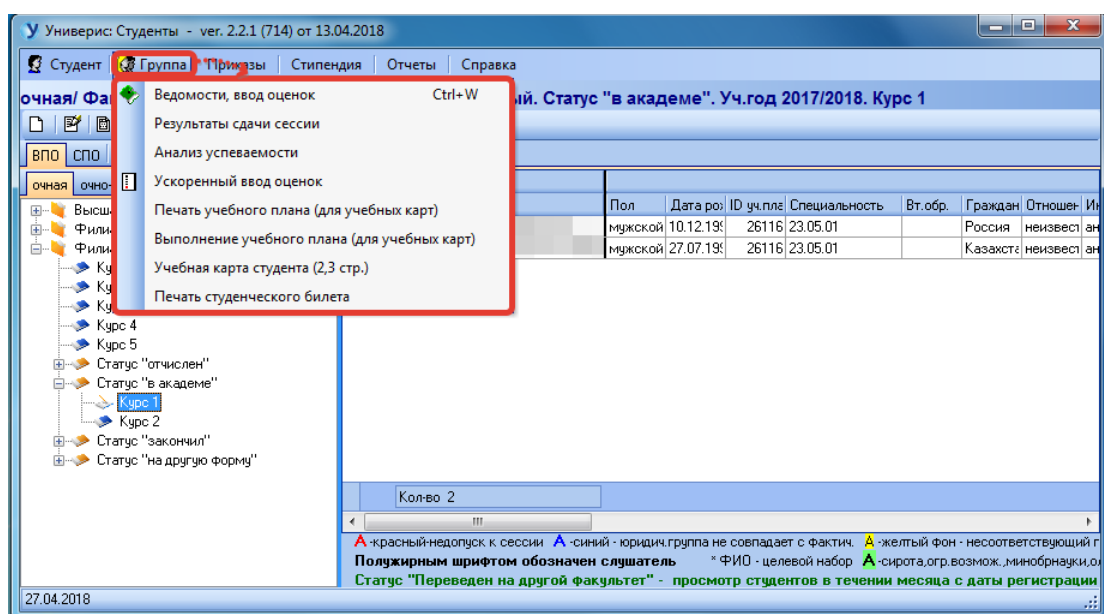 Универис: Студенты - ver. 2.2.1 (714) от 13.04.2018
Студент Группа Приказы Стипендия Отчеты Справка
очная/ Фа
ый. Статус "в академе". Уч.год 2017/2018. Курс 1
Ведомости, ввод оценок Ctrl+W
Результаты сдачи сессии
Анализ успеваемости
Ускоренный ввод оценок
Печать учебного плана (для учебных карт)
Выполнение учебного плана (для учебных карт)
Учебная карта студента (2,3 стр.)
Печать студенческого билета
ВПО СПО
очная очно-
Высш
Фили
Фили
Ку
Ку
Ку
Курс 4
Курс 5
Статус "отчислен"
Статус "в академе"
Курс 1
Курс 2
Статус "закончил"
Статус "на другую форму"
Пол Дата рож ID уч.пла Специальность Вт.обр. Граждан Отношен Ин
мужской 10.12.199 26116 23.05.01 Россия неизвест ан
мужской 27.07.199 26116 23.05.01 Казахста неизвест ан
Кол-во 2
А -красный-недопуск к сессии А -синий - юридич.группа не совпадает с фактич. А -желтый фон - несоответствующий г
Полужирным шрифтом обозначен слушатель * ФИО - целевой набор А -сирота,огр.возмож.,минобрнауки,ол
Статус "Переведен на другой факультет" - просмотр студентов в течении месяца с даты регистрации
27.04.2018